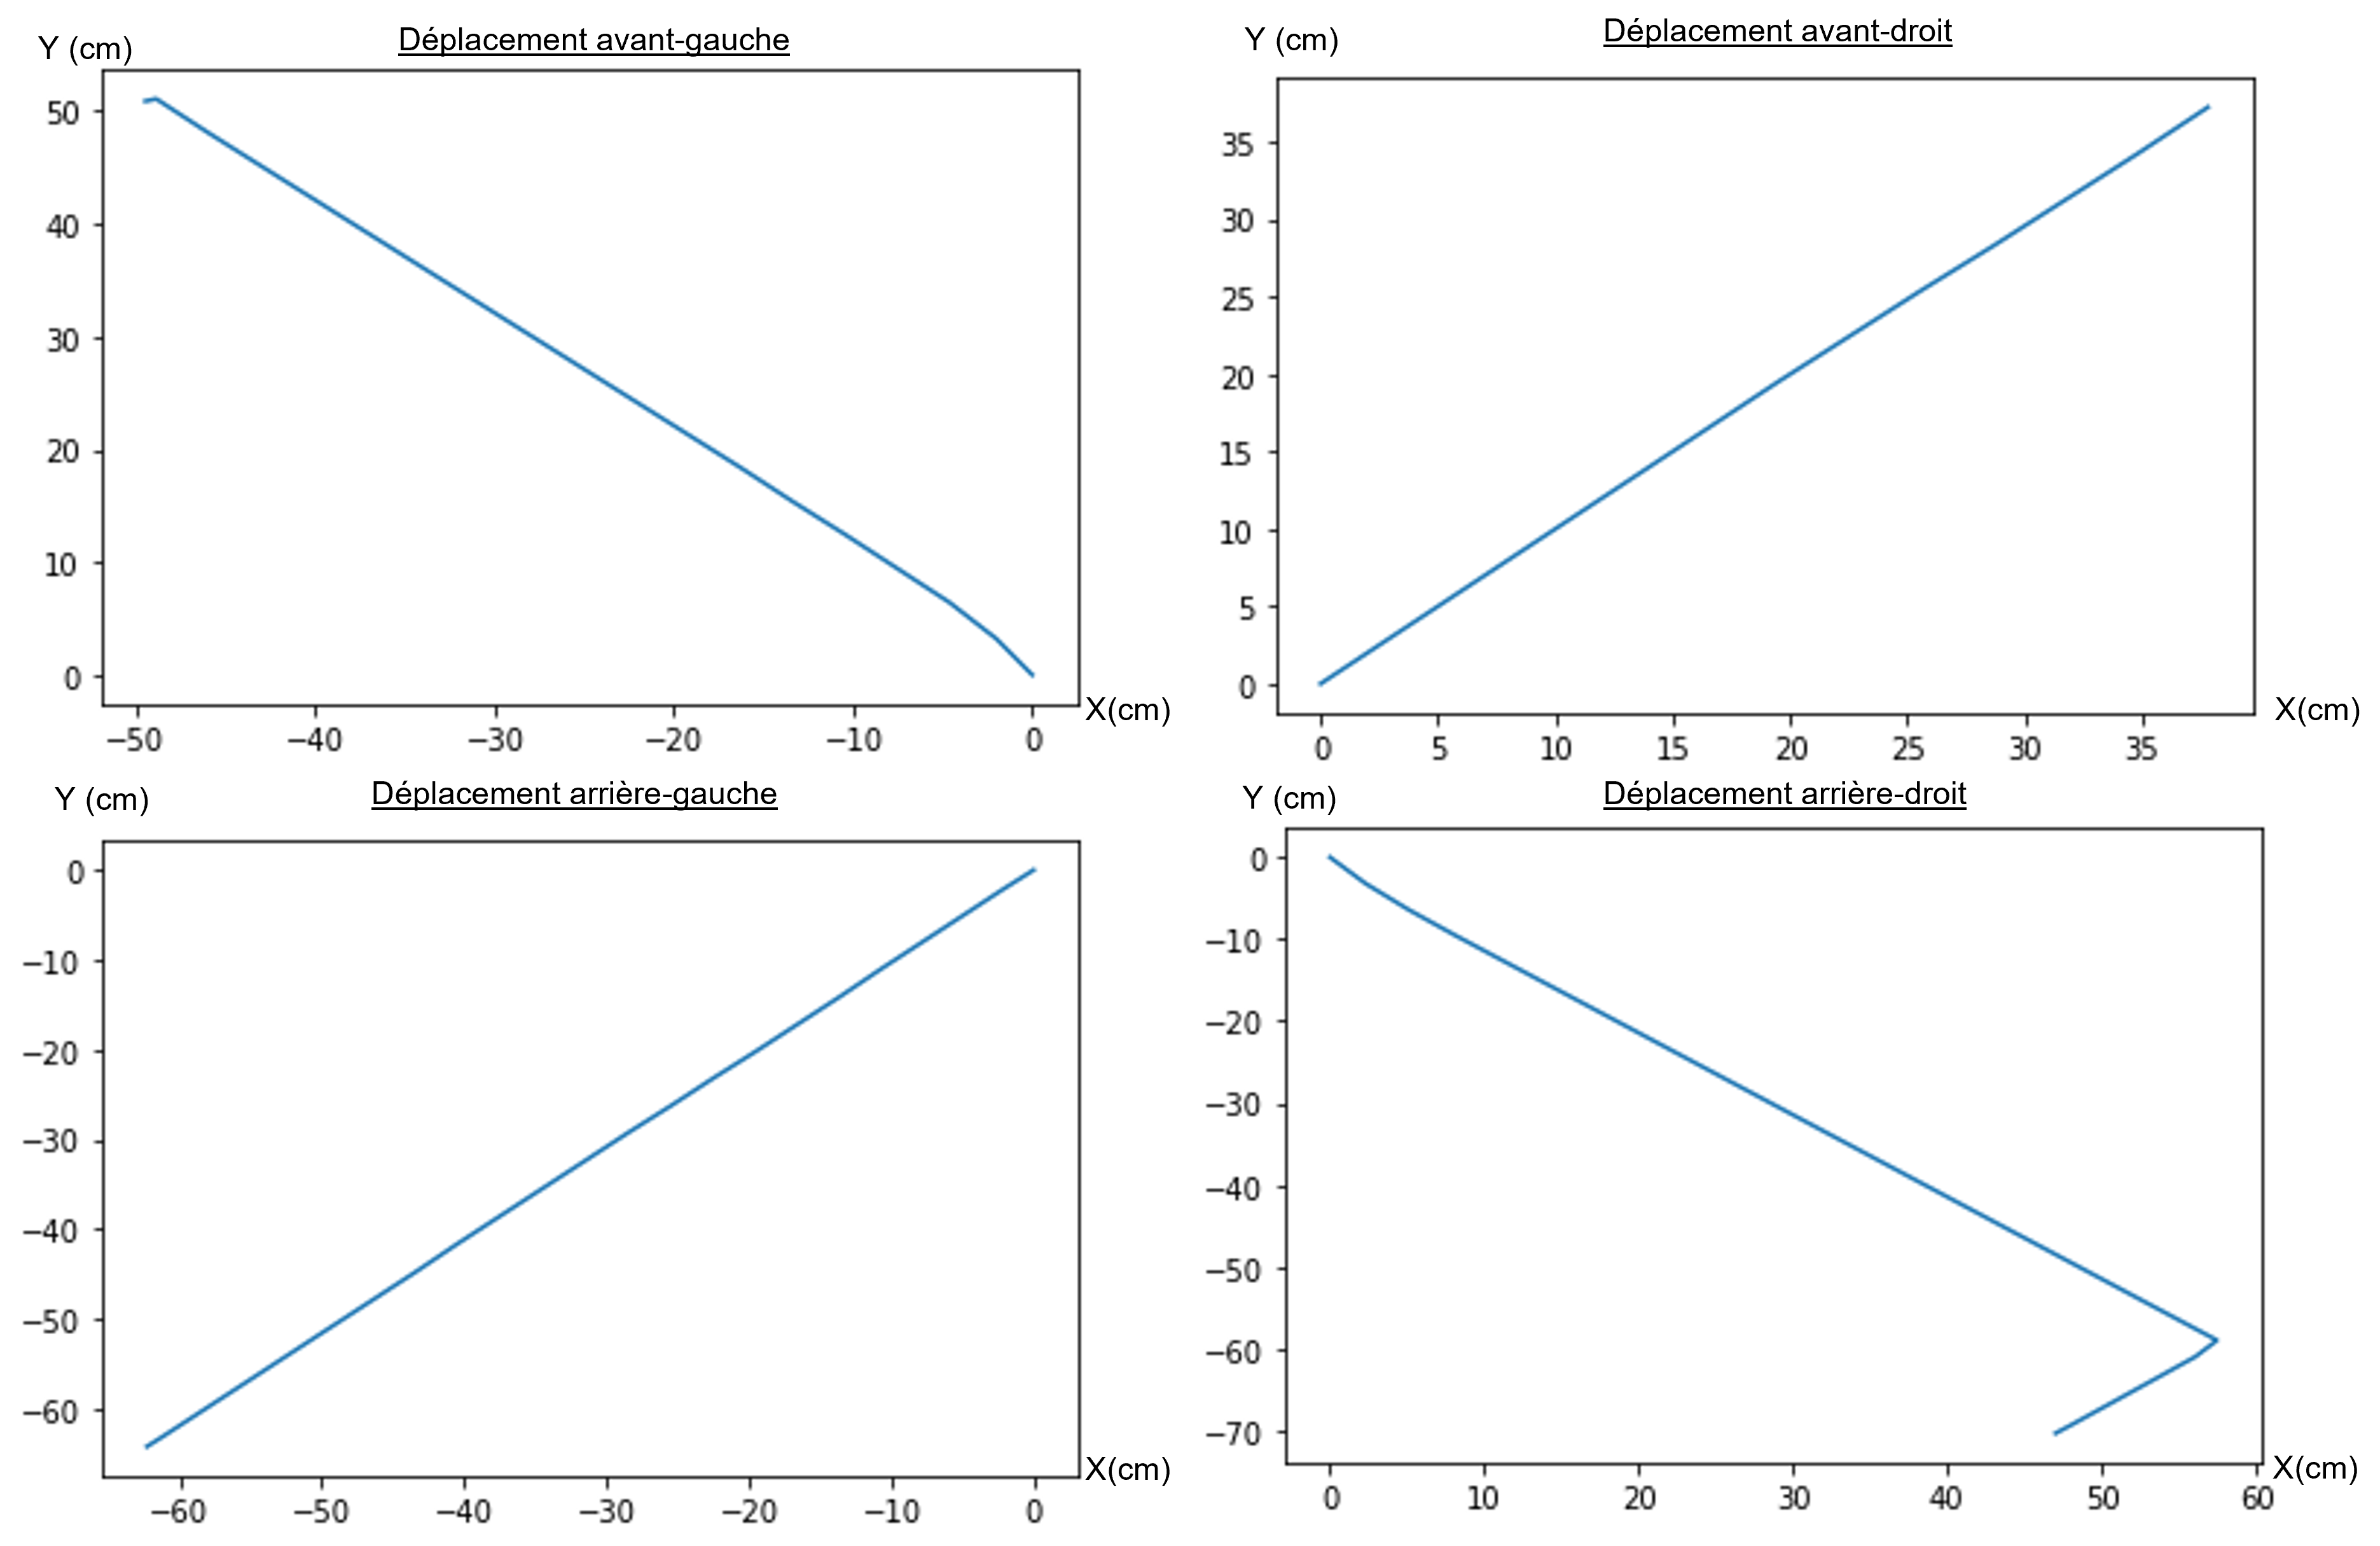 Déplacement avant-gauche
Y (cm)
50
40
30
20
10
0
−50 −40 −30 −20 −10 0
X(cm)
Déplacement avant-droit
Y (cm)
35
30
25
20
15
10
5
0
0 5 10 15 20 25 30 35
X(cm)
Déplacement arrière-gauche
Y (cm)
0
−10
−20
−30
−40
−50
−60
−60 −50 −40 −30 −20 −10 0
X(cm)
Déplacement arrière-droit
Y (cm)
0
−10
−20
−30
−40
−50
−60
−70
0 10 20 30 40 50 60
X(cm)